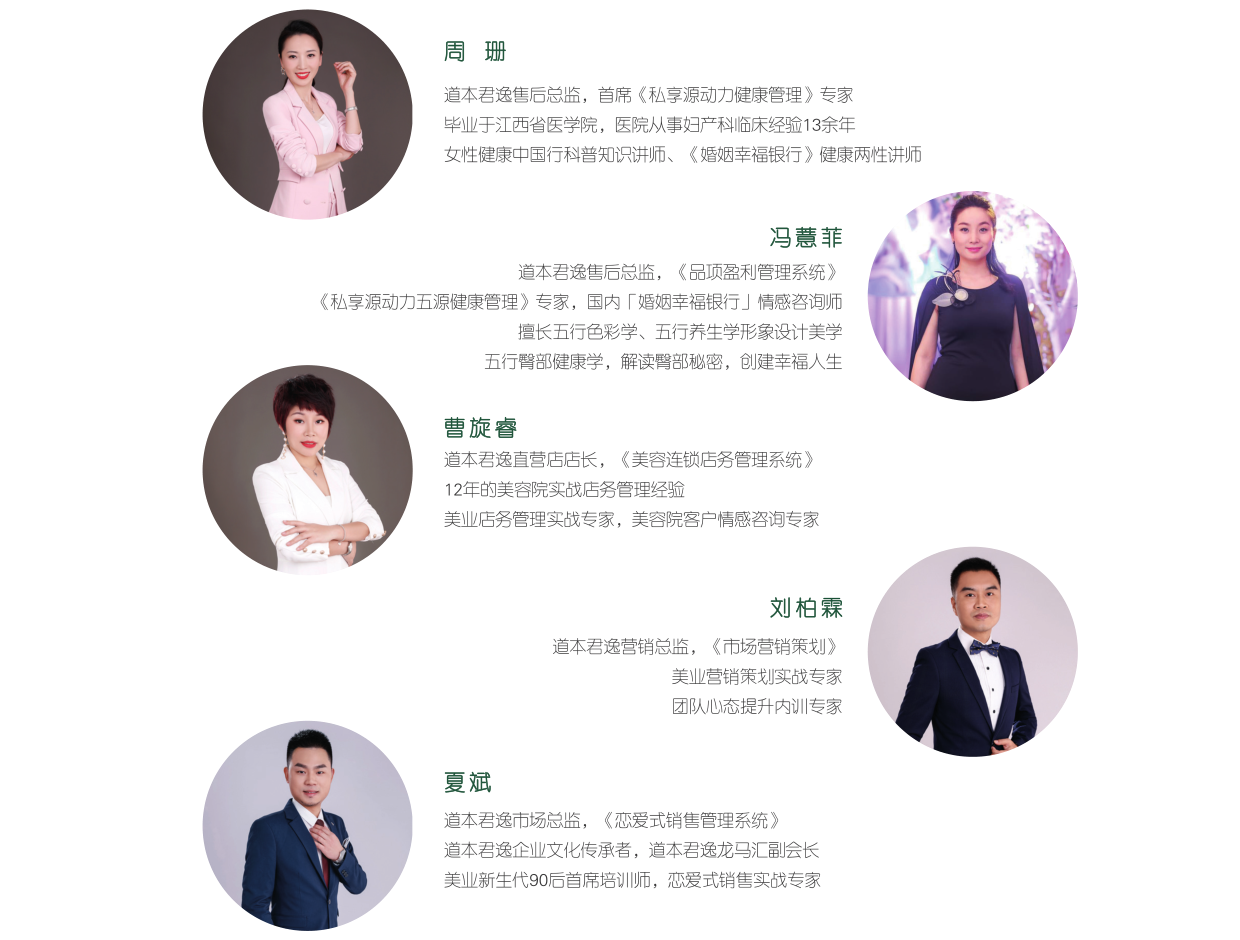 周 珊
道本君逸售后总监，首席《私享源动力健康管理》专家
毕业于江西省医学院，医院从事妇产科临床经验13余年
女性健康中国行科普知识讲师、《婚姻幸福银行》健康两性讲师
冯薏菲
道本君逸售后总监，《品项盈利管理系统》
《私享源动力五源健康管理》专家，国内「婚姻幸福银行」情感咨询师
擅长五行色彩学、五行养生学形象设计美学
五行臀部健康学，解读臀部秘密，创建幸福人生
曹旋睿
道本君逸直营店店长，《美容连锁店务管理系统》
12年的美容院实战店务管理经验
美业店务管理实战专家，美容院客户情感咨询专家
刘柏霖
道本君逸营销总监，《市场营销策划》
美业营销策划实战专家
团队心态提升内训专家
夏斌
道本君逸市场总监，《恋爱式销售管理系统》
道本君逸企业文化传承者，道本君逸龙马汇副会长
美业新生代90后首席培训师，恋爱式销售实战专家